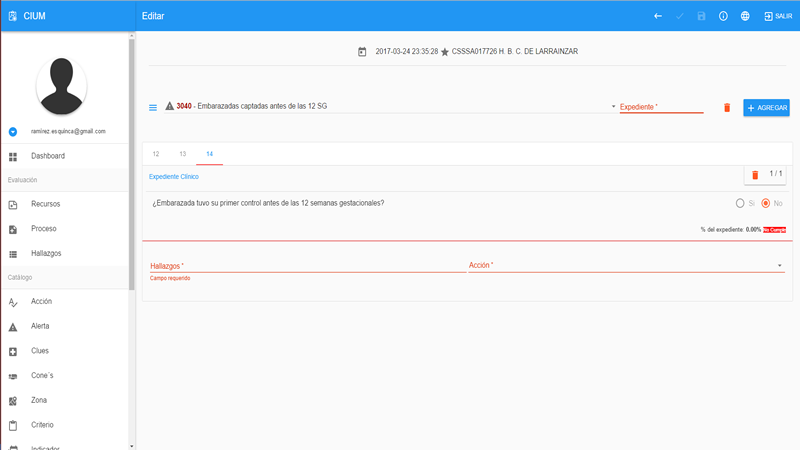 CIUM
Editar
SALIR
2017-03-24 23:35:28 CSSSA017726 H. B. C. DE LARRAINZAR
3040 - Embarazadas captadas antes de las 12 SG
Expediente *
AGREGAR
ramirez.esquinca@gmail.com
Dashboard
Evaluación
Recursos
Proceso
Hallazgos
Catálogo
Acción
Alerta
Clues
Cone´s
Zona
Criterio
Indicador
12 13 14
Expediente Clínico
1 / 1
¿Embarazada tuvo su primer control antes de las 12 semanas gestacionales?
Si No
% del expediente: 0.00% No Cumple
Hallazgos *
Acción *
Campo requerido